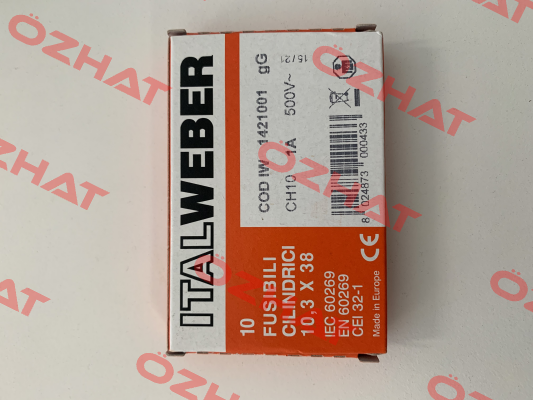 ITALWEBER
COD IW 1421001 gG
CH10 1A 500V~
15/21
8 024873 000433
10
FUSIBILI
CILINDRICI
10,3 X 38
IEC 60269
EN 60269
CEI 32-1
CE
Made in Europe
ÖZHAT
ÖZHAT
ÖZHAT
ÖZHAT
ÖZHAT
ÖZHAT